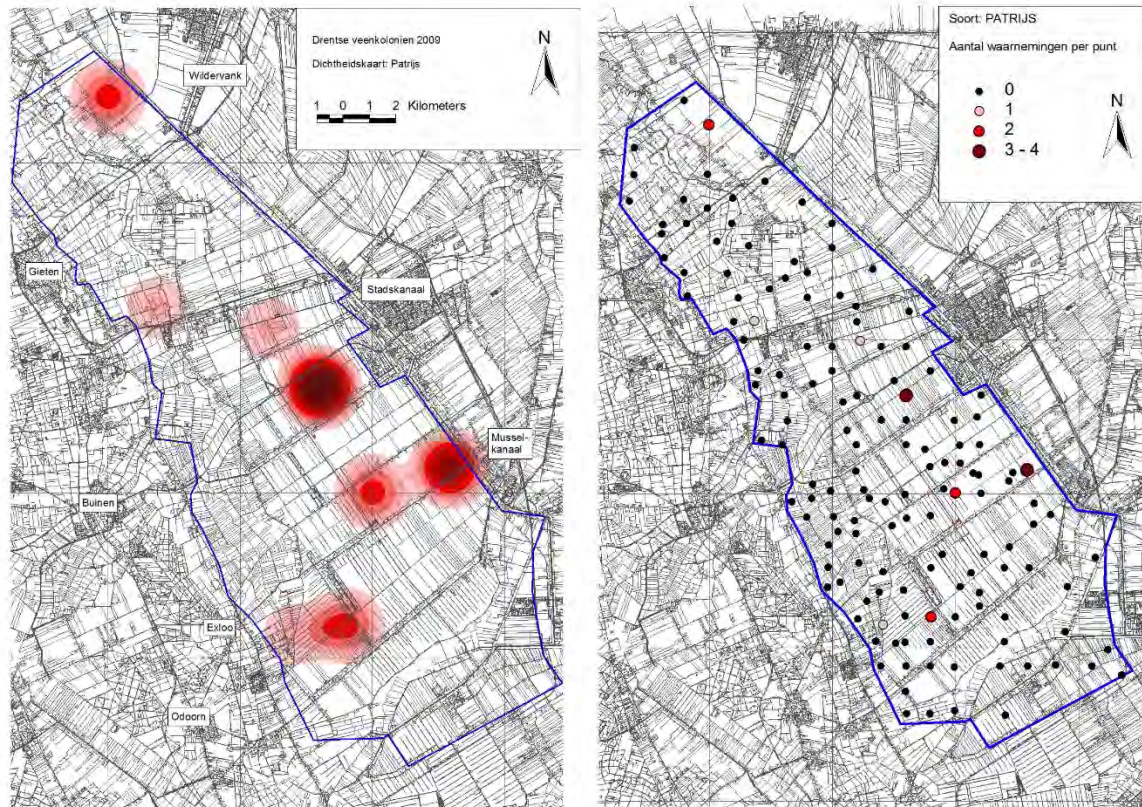 Drentse veenkolonien 2009
Dichtheidskaart: Patrijs
N
1 0 1 2 Kilometers
Wildervank
Gieten
Stadskanaal
Mussel-
kanaal
Buinen
Exloo
Odoorn
Soort: PATRIJS
Aantal waarnemingen per punt
0
1
2
3 - 4
N